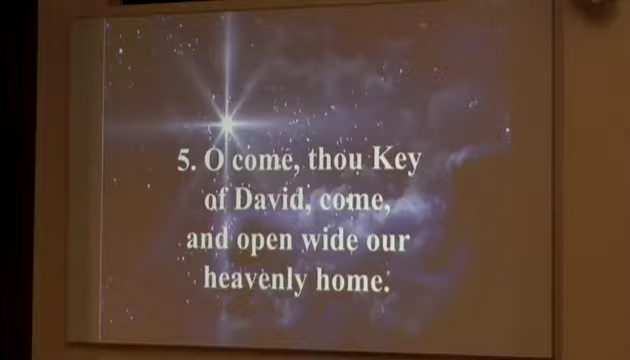 5. O come, thou Key
of David, come,
and open wide our
heavenly home.